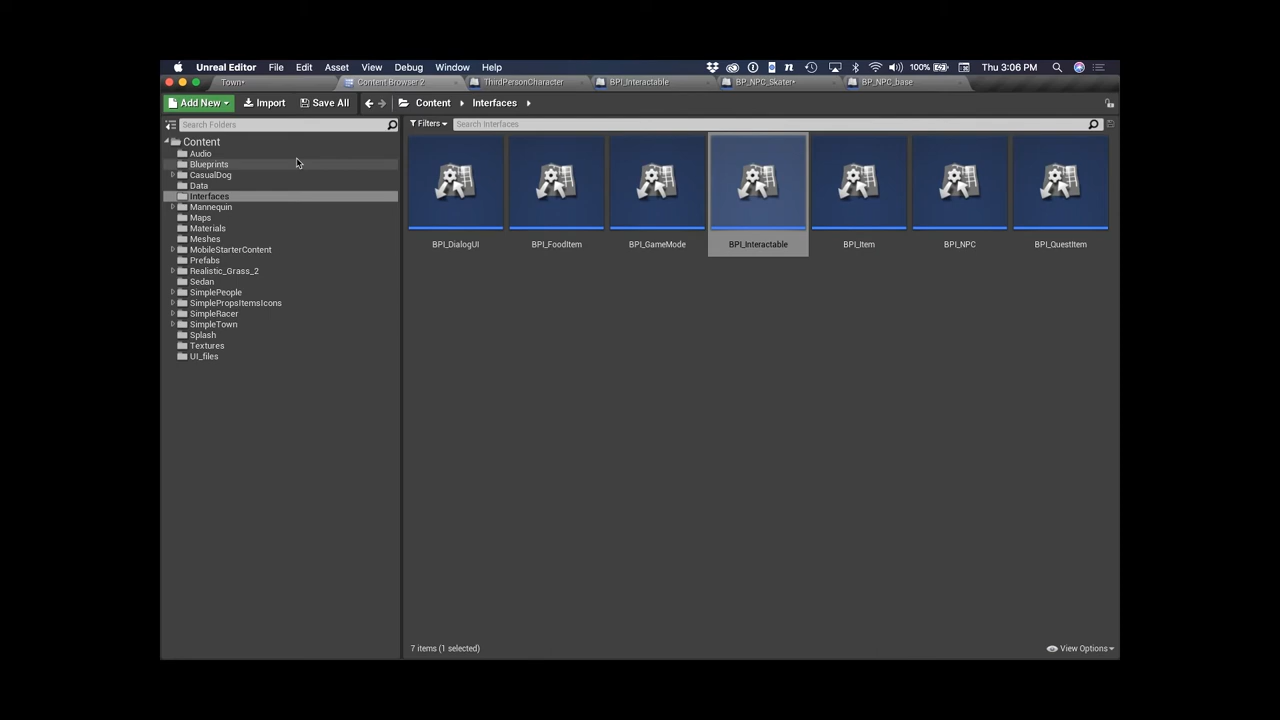 Unreal Editor File Edit Asset View Debug Window Help 100% Thu 3:06 PM
Town• Content Browser 2 ThirdPersonCharacter BPI_Interactable BP_NPC_Skater• BP_NPC_base
Add New Import Save All Content Interfaces
Search Folders Filters Search Interfaces
Content
Audio
Blueprints
CasualDog
Data
Interfaces
Mannequin
Maps
Materials
Meshes
MobileStarterContent
Prefabs
Realistic_Grass_2
Sedan
SimplePeople
SimplePropsItemsIcons
SimpleRacer
SimpleTown
Splash
Textures
UI_files
BPI_DialogUI BPI_FoodItem BPI_GameMode BPI_Interactable BPI_Item BPI_NPC BPI_QuestItem
7 items (1 selected) View Options